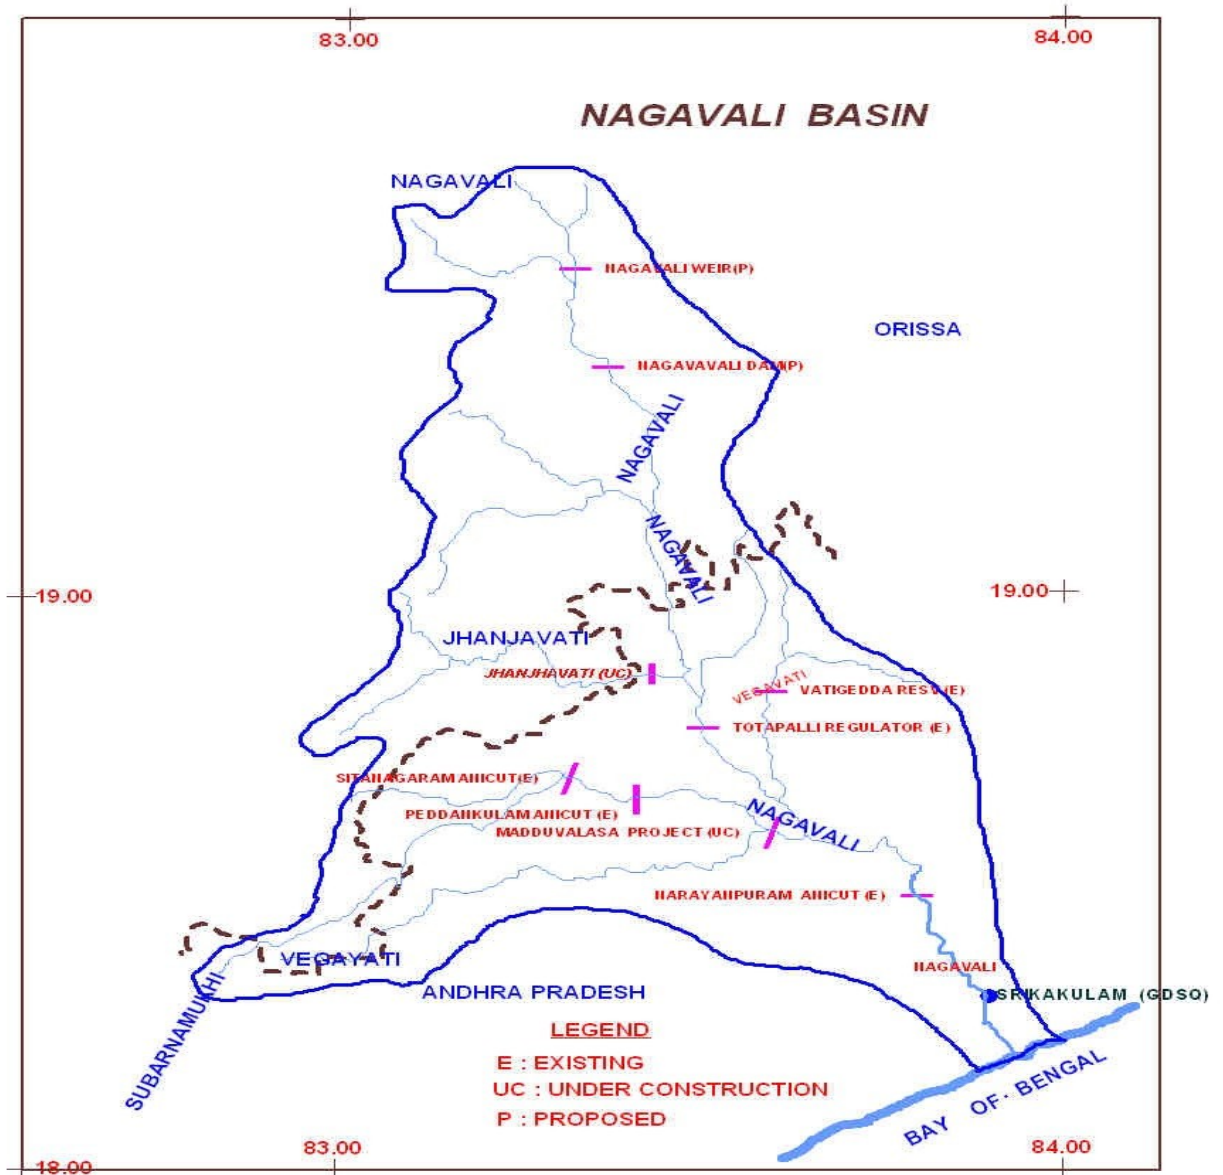 83.00
84.00
NAGAVALI BASIN
NAGAVALI
NAGAVALI WEIR(P)
ORISSA
NAGAVAVALI DAM(P)
NAGAVALI
NAGAVALI
19.00
19.00
JHANJAVATI
JHANJHAVATI (UC)
VEGAVATI
VATIGEDDA RESV(E)
TOTAPALLI REGULATOR (E)
SITANAGARAM ANICUT(E)
PEDDANKULAM ANICUT (E)
NAGAVALI
MADDUVALASA PROJECT (UC)
NARAYANPURAM ANICUT (E)
VEGAYATI
NAGAVALI
SUBARNAMUKHI
ANDHRA PRADESH
SRIKAKULAM (GDSQ)
LEGEND
E : EXISTING
UC : UNDER CONSTRUCTION
P : PROPOSED
BAY OF BENGAL
83.00
84.00
18.00